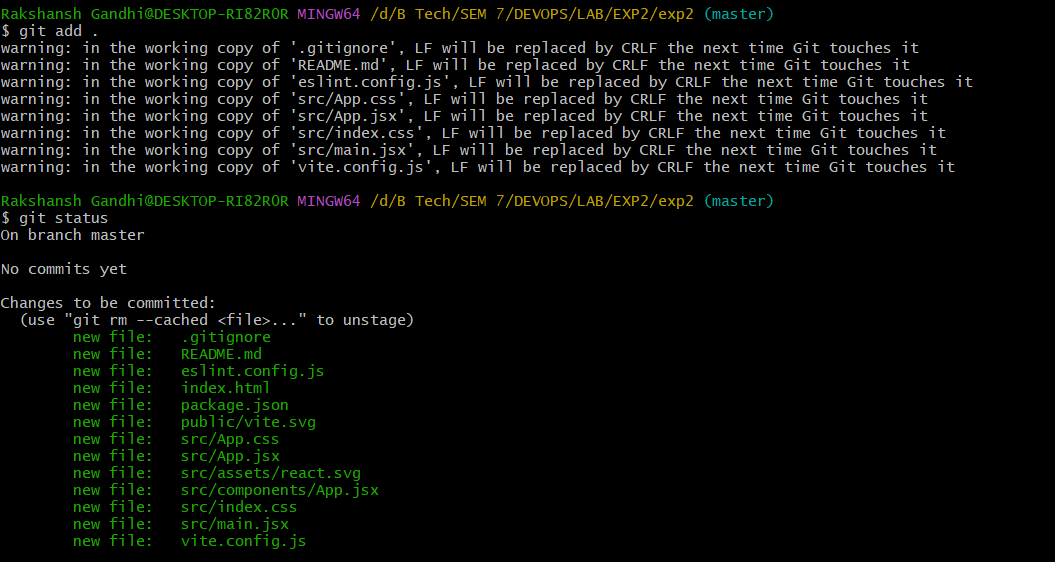 Rakshansh Gandhi@DESKTOP-RI82ROR MINGW64 /d/B Tech/SEM 7/DEVOPS/LAB/EXP2/exp2 (master)
$ git add .
warning: in the working copy of '.gitignore', LF will be replaced by CRLF the next time Git touches it
warning: in the working copy of 'README.md', LF will be replaced by CRLF the next time Git touches it
warning: in the working copy of 'eslint.config.js', LF will be replaced by CRLF the next time Git touches it
warning: in the working copy of 'src/App.css', LF will be replaced by CRLF the next time Git touches it
warning: in the working copy of 'src/App.jsx', LF will be replaced by CRLF the next time Git touches it
warning: in the working copy of 'src/index.css', LF will be replaced by CRLF the next time Git touches it
warning: in the working copy of 'src/main.jsx', LF will be replaced by CRLF the next time Git touches it
warning: in the working copy of 'vite.config.js', LF will be replaced by CRLF the next time Git touches it

Rakshansh Gandhi@DESKTOP-RI82ROR MINGW64 /d/B Tech/SEM 7/DEVOPS/LAB/EXP2/exp2 (master)
$ git status
On branch master

No commits yet

Changes to be committed:
  (use "git rm --cached <file>..." to unstage)
        new file:   .gitignore
        new file:   README.md
        new file:   eslint.config.js
        new file:   index.html
        new file:   package.json
        new file:   public/vite.svg
        new file:   src/App.css
        new file:   src/App.jsx
        new file:   src/assets/react.svg
        new file:   src/components/App.jsx
        new file:   src/index.css
        new file:   src/main.jsx
        new file:   vite.config.js